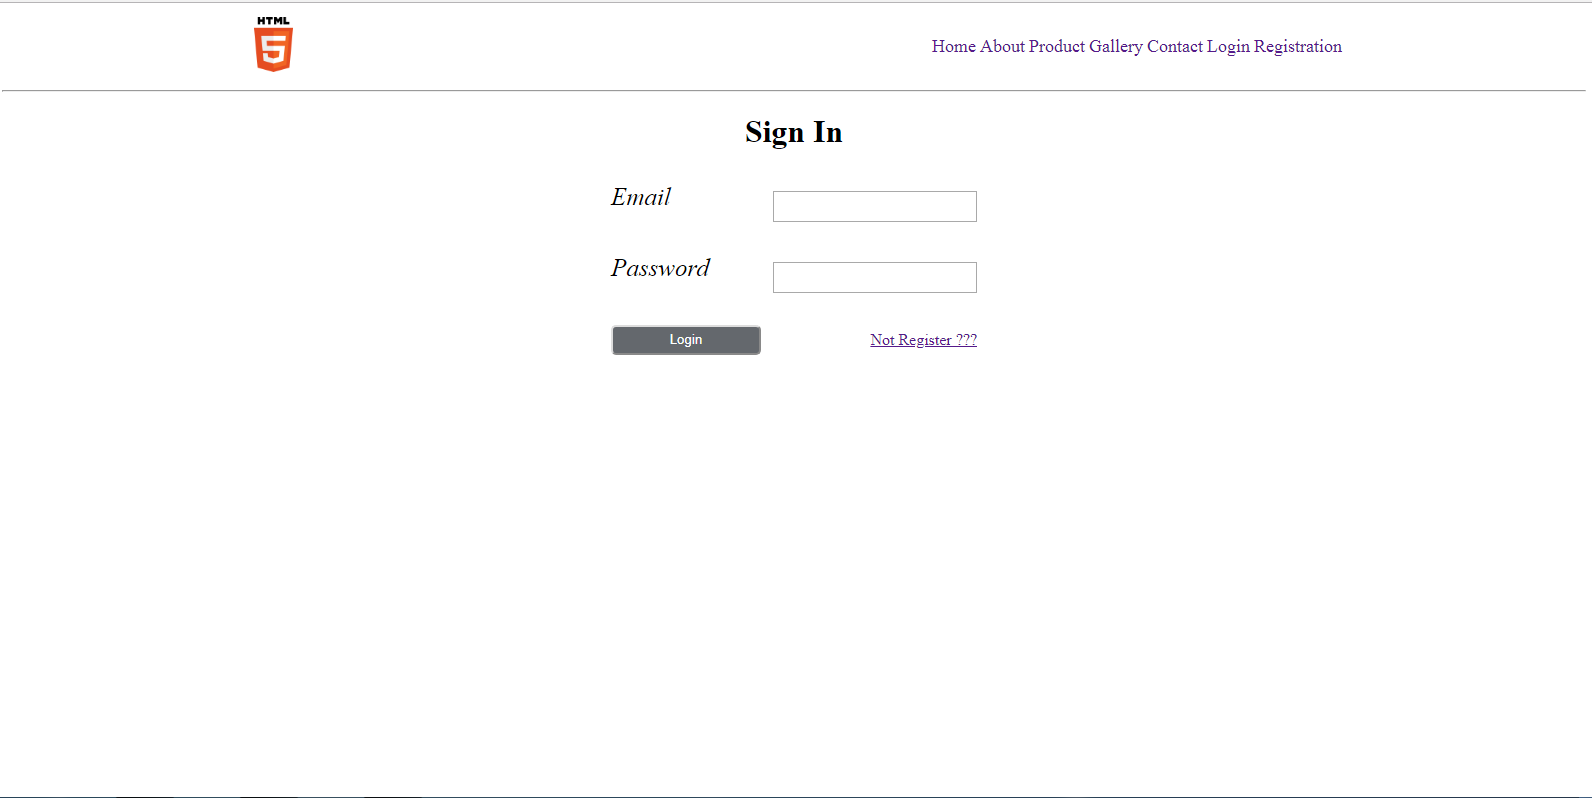 HTML
5
Home About Product Gallery Contact Login Registration
Sign In
Email
Password
Login
Not Register ???